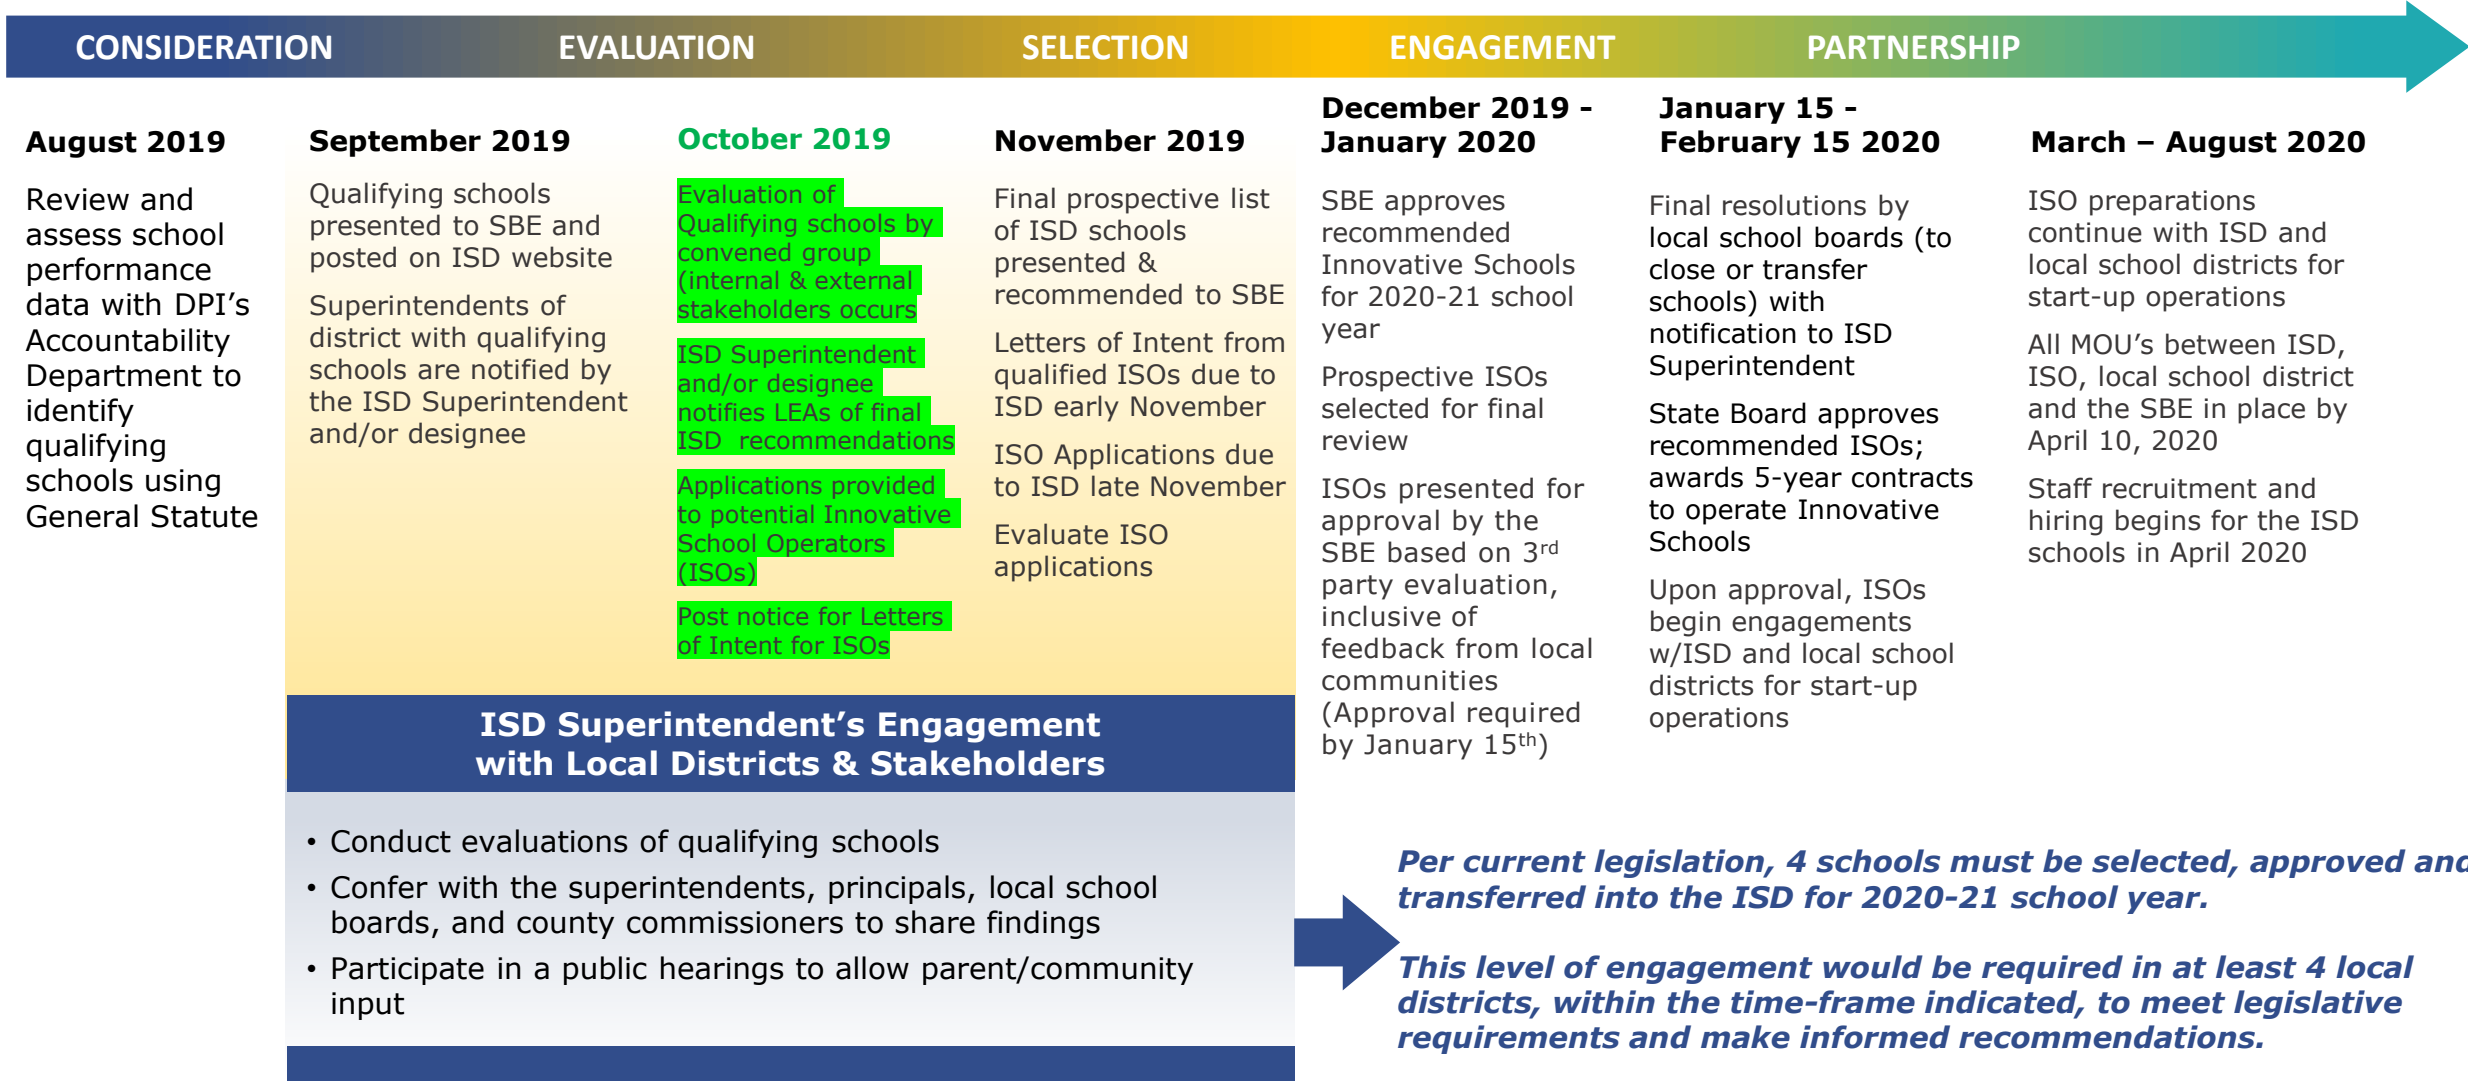 CONSIDERATION EVALUATION SELECTION ENGAGEMENT PARTNERSHIP
August 2019
Review and
assess school
performance
data with DPI’s
Accountability
Department to
identify
qualifying
schools using
General Statute
September 2019
Qualifying schools
presented to SBE and
posted on ISD website
Superintendents of
district with qualifying
schools are notified by
the ISD Superintendent
and/or designee
October 2019
Evaluation of
Qualifying schools by
convened group
(internal & external
stakeholders occurs
ISD Superintendent
and/or designee
notifies LEAs of final
ISD recommendations
Applications provided
to potential Innovative
School Operators
(ISOs)
Post notice for Letters
of Intent for ISOs
November 2019
Final prospective list
of ISD schools
presented &
recommended to SBE
Letters of Intent from
qualified ISOs due to
ISD early November
ISO Applications due
to ISD late November
Evaluate ISO
applications
December 2019 -
January 2020
SBE approves
recommended
Innovative Schools
for 2020-21 school
year
Prospective ISOs
selected for final
review
ISOs presented for
approval by the
SBE based on 3rd
party evaluation,
inclusive of
feedback from local
communities
(Approval required
by January 15th)
January 15 -
February 15 2020
Final resolutions by
local school boards (to
close or transfer
schools) with
notification to ISD
Superintendent
State Board approves
recommended ISOs;
awards 5-year contracts
to operate Innovative
Schools
Upon approval, ISOs
begin engagements
w/ISD and local school
districts for start-up
operations
March – August 2020
ISO preparations
continue with ISD and
local school districts for
start-up operations
All MOU’s between ISD,
ISO, local school district
and the SBE in place by
April 10, 2020
Staff recruitment and
hiring begins for the ISD
schools in April 2020
ISD Superintendent’s Engagement
with Local Districts & Stakeholders
• Conduct evaluations of qualifying schools
• Confer with the superintendents, principals, local school
boards, and county commissioners to share findings
• Participate in a public hearings to allow parent/community
input
Per current legislation, 4 schools must be selected, approved and
transferred into the ISD for 2020-21 school year.
This level of engagement would be required in at least 4 local
districts, within the time-frame indicated, to meet legislative
requirements and make informed recommendations.